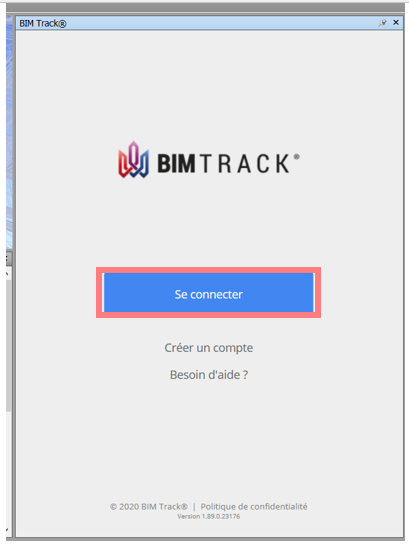 BIM Track®
BIMTRACK®
Se connecter
Créer un compte
Besoin d'aide ?
© 2020 BIM Track® | Politique de confidentialité
Version 1.89.0.23176